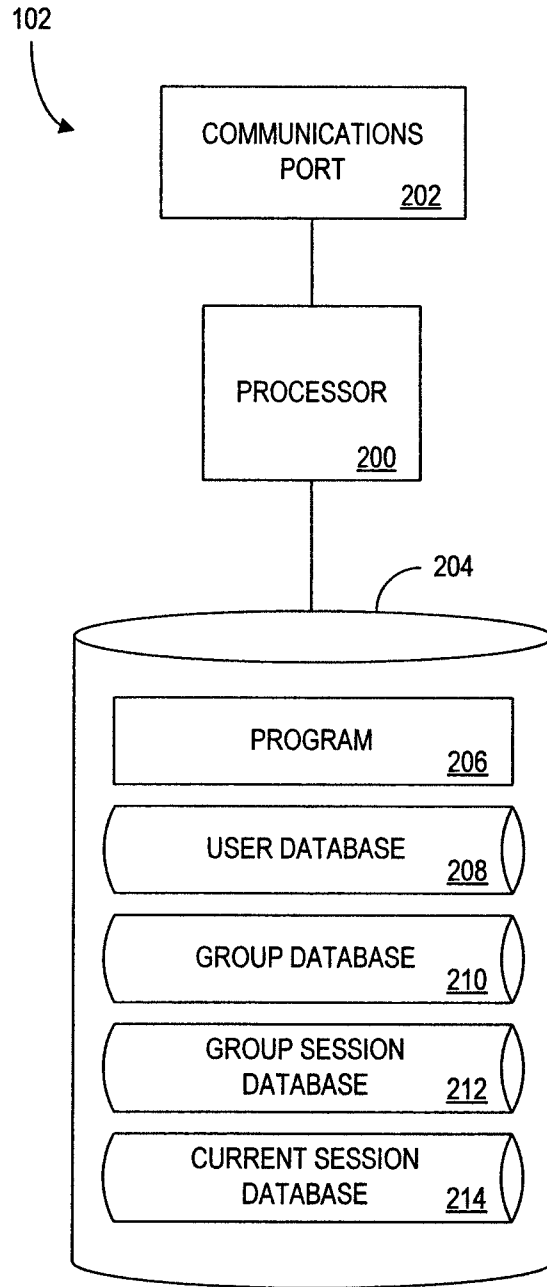 102
COMMUNICATIONS
PORT
202
PROCESSOR
200
204
PROGRAM
206
USER DATABASE
208
GROUP DATABASE
210
GROUP SESSION
DATABASE
212
CURRENT SESSION
DATABASE
214